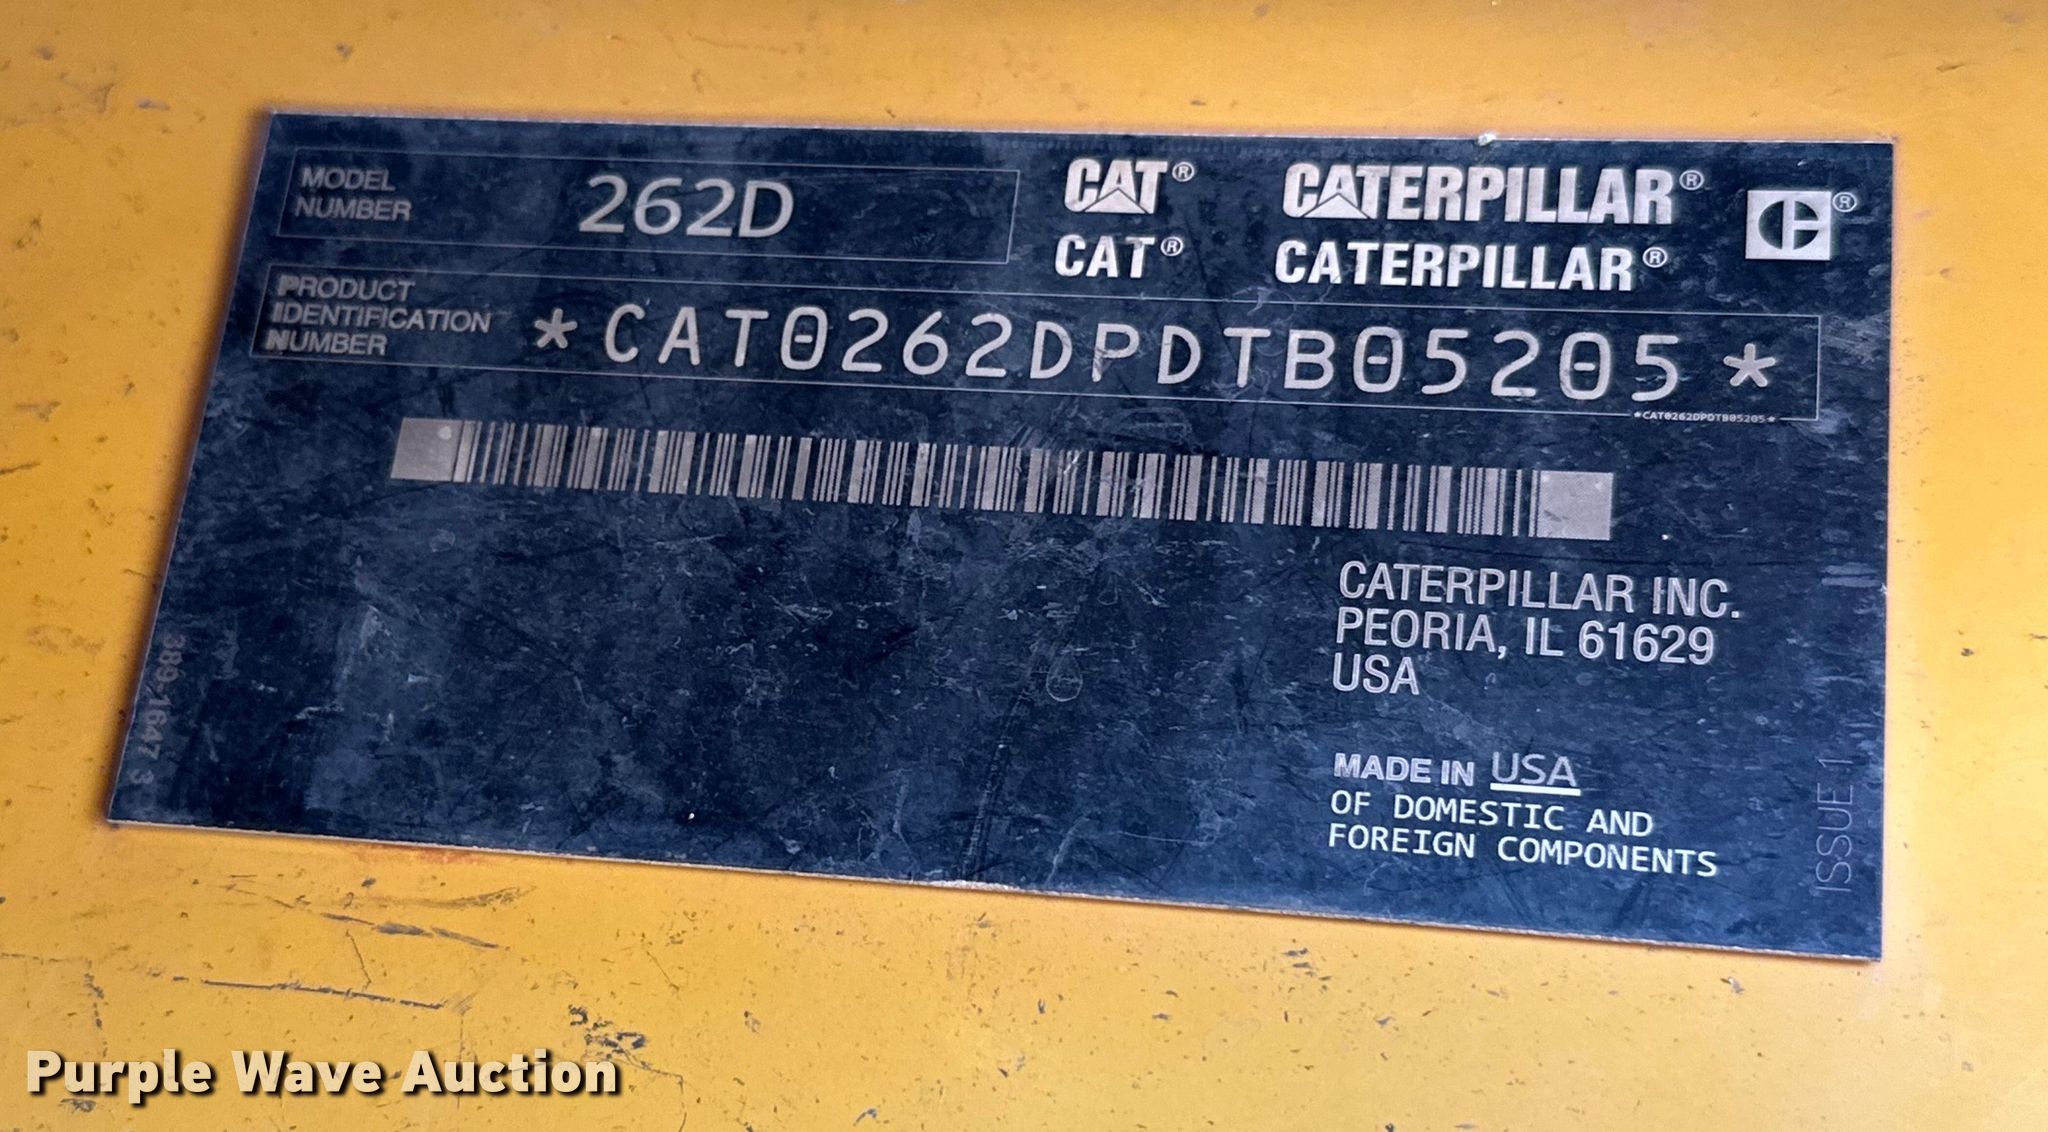 MODEL
NUMBER
262D
CAT® CATERPILLAR®
CAT® CATERPILLAR®
PRODUCT
IDENTIFICATION
NUMBER
*CAT0262DPDTB05205*
*CAT0262DPDTB05205*
CATERPILLAR INC.
PEORIA, IL 61629
USA
MADE IN USA
OF DOMESTIC AND
FOREIGN COMPONENTS
389-1647 3
ISSUE 1
Purple Wave Auction